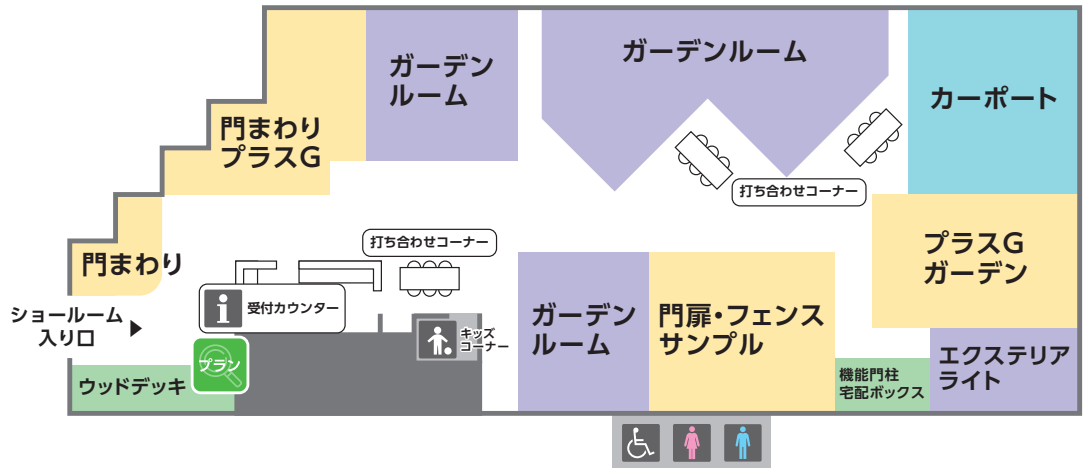 ガーデン
ルーム
ガーデンルーム
カーポート
門まわり
プラスG
打ち合わせコーナー
門まわり
打ち合わせコーナー
プラスG
ガーデン
ショールーム
入り口
i
受付カウンター
キッズ
コーナー
ガーデン
ルーム
門扉・フェンス
サンプル
プラン
ウッドデッキ
機能門柱
宅配ボックス
エクステリア
ライト